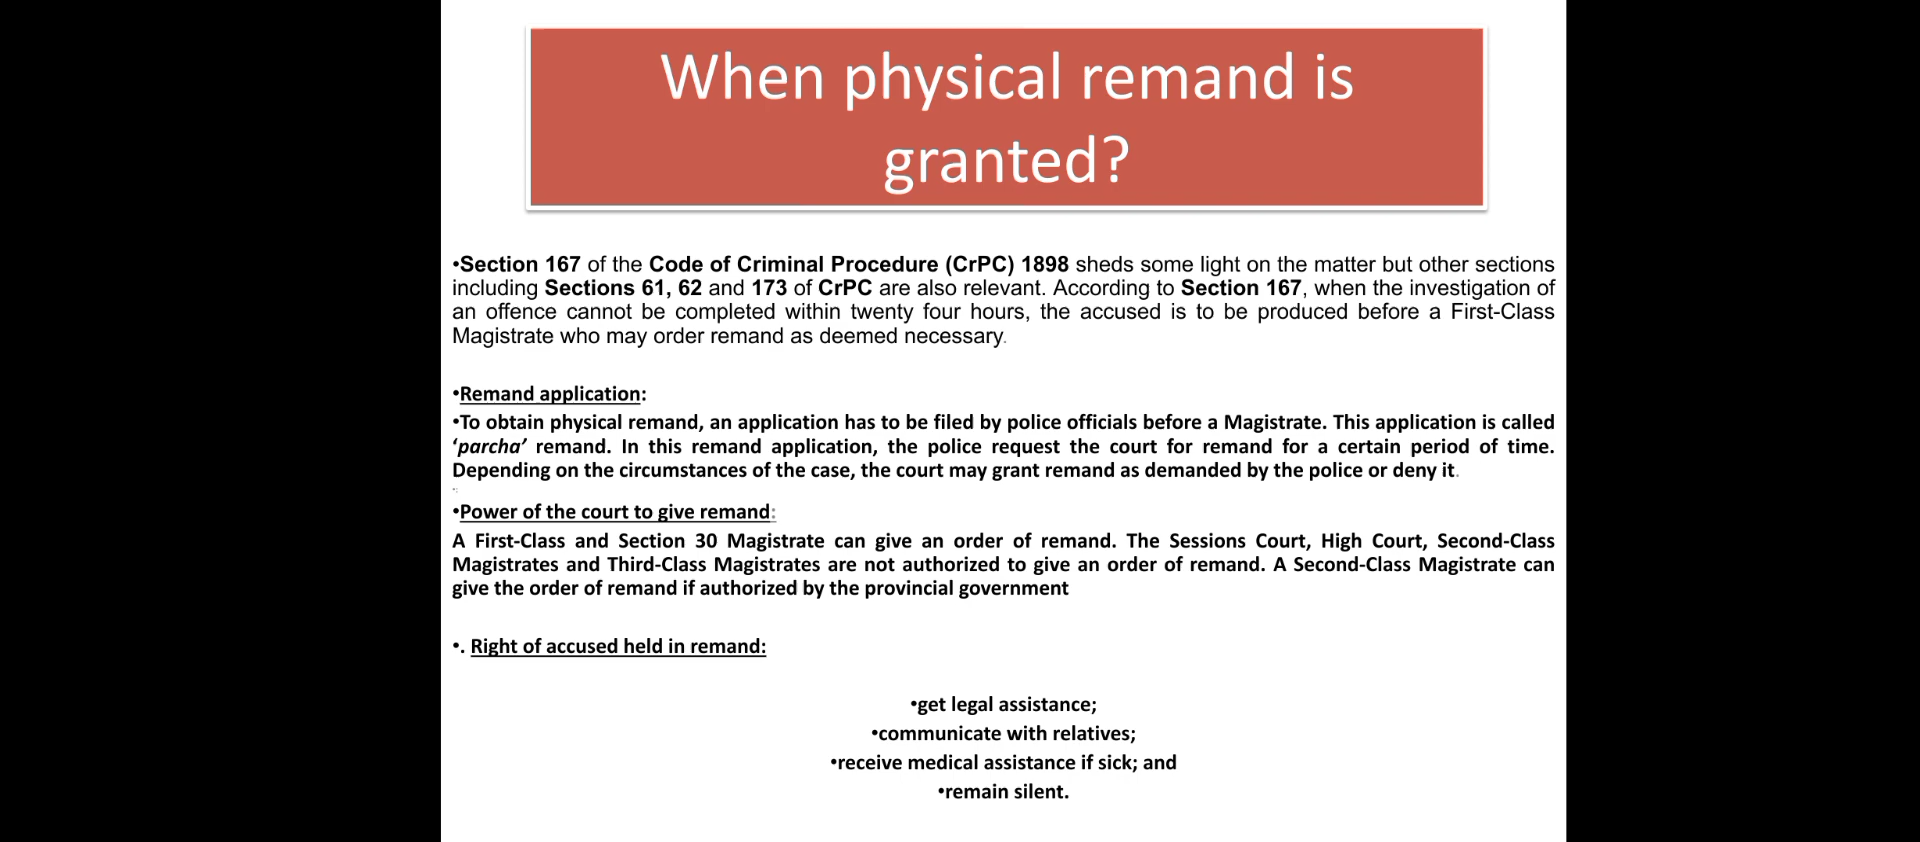 When physical remand is
granted?
•Section 167 of the Code of Criminal Procedure (CrPC) 1898 sheds some light on the matter but other sections
including Sections 61, 62 and 173 of CrPC are also relevant. According to Section 167, when the investigation of
an offence cannot be completed within twenty four hours, the accused is to be produced before a First-Class
Magistrate who may order remand as deemed necessary.
•Remand application:
•To obtain physical remand, an application has to be filed by police officials before a Magistrate. This application is called
‘parcha’ remand. In this remand application, the police request the court for remand for a certain period of time.
Depending on the circumstances of the case, the court may grant remand as demanded by the police or deny it.
•Power of the court to give remand:
A First-Class and Section 30 Magistrate can give an order of remand. The Sessions Court, High Court, Second-Class
Magistrates and Third-Class Magistrates are not authorized to give an order of remand. A Second-Class Magistrate can
give the order of remand if authorized by the provincial government
•. Right of accused held in remand:
•get legal assistance;
•communicate with relatives;
•receive medical assistance if sick; and
•remain silent.